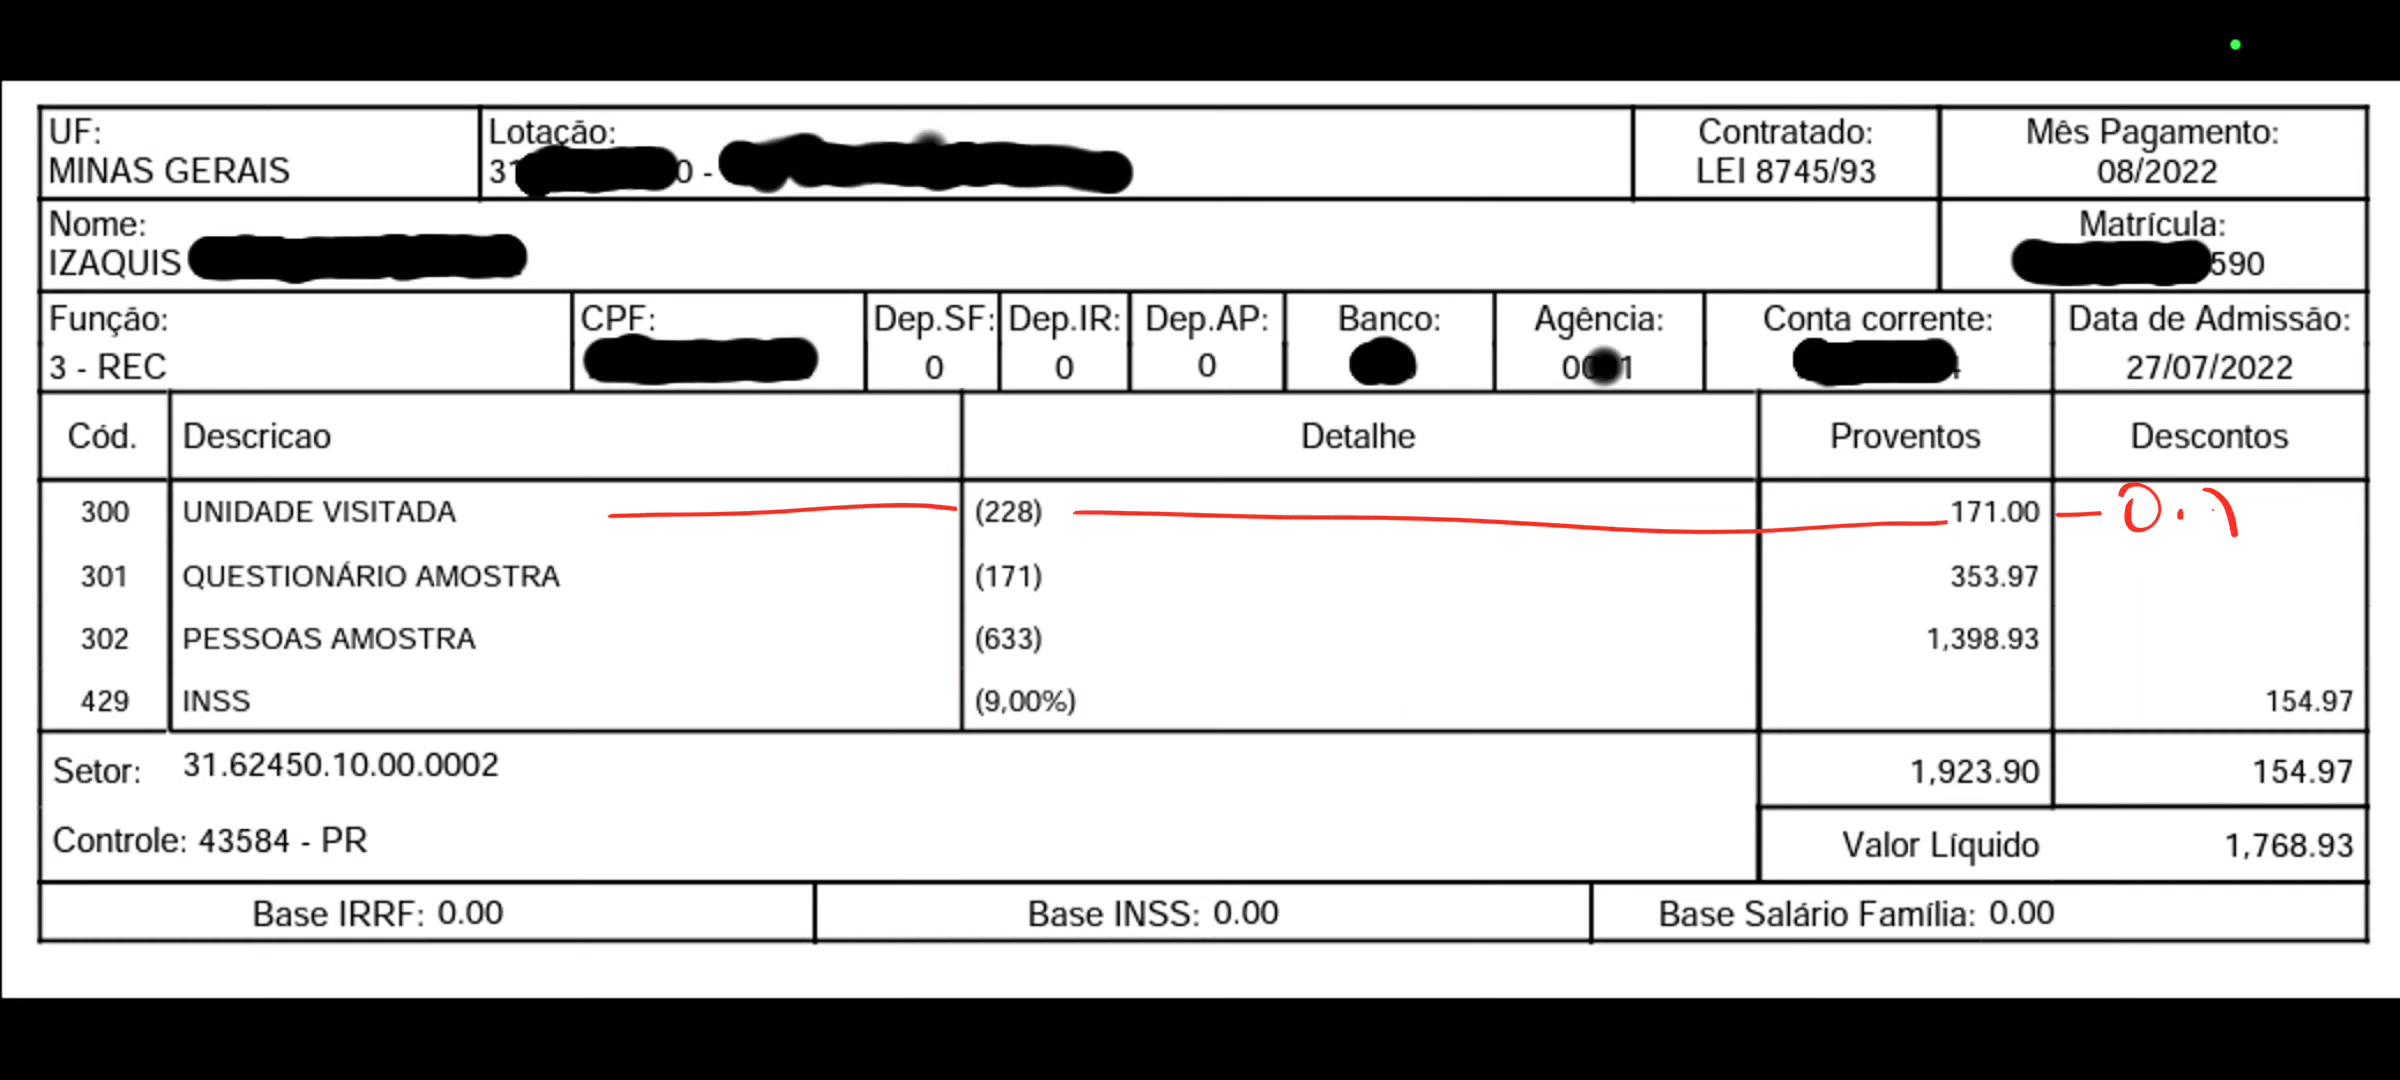 UF: Lotação: Contratado: Mês Pagamento:
MINAS GERAIS 31 0 - LEI 8745/93 08/2022
Nome: Matrícula:
IZAQUIS 590
Função: CPF: Dep.SF: Dep.IR: Dep.AP: Banco: Agência: Conta corrente: Data de Admissão:
3 - REC 0 0 0 27/07/2022
Cód. Descricao Detalhe Proventos Descontos
300 UNIDADE VISITADA (228) 171.00
301 QUESTIONÁRIO AMOSTRA (171) 353.97
302 PESSOAS AMOSTRA (633) 1,398.93
429 INSS (9,00%) 154.97
Setor: 31.62450.10.00.0002 1,923.90 154.97
Controle: 43584 - PR Valor Líquido 1,768.93
Base IRRF: 0.00 Base INSS: 0.00 Base Salário Família: 0.00